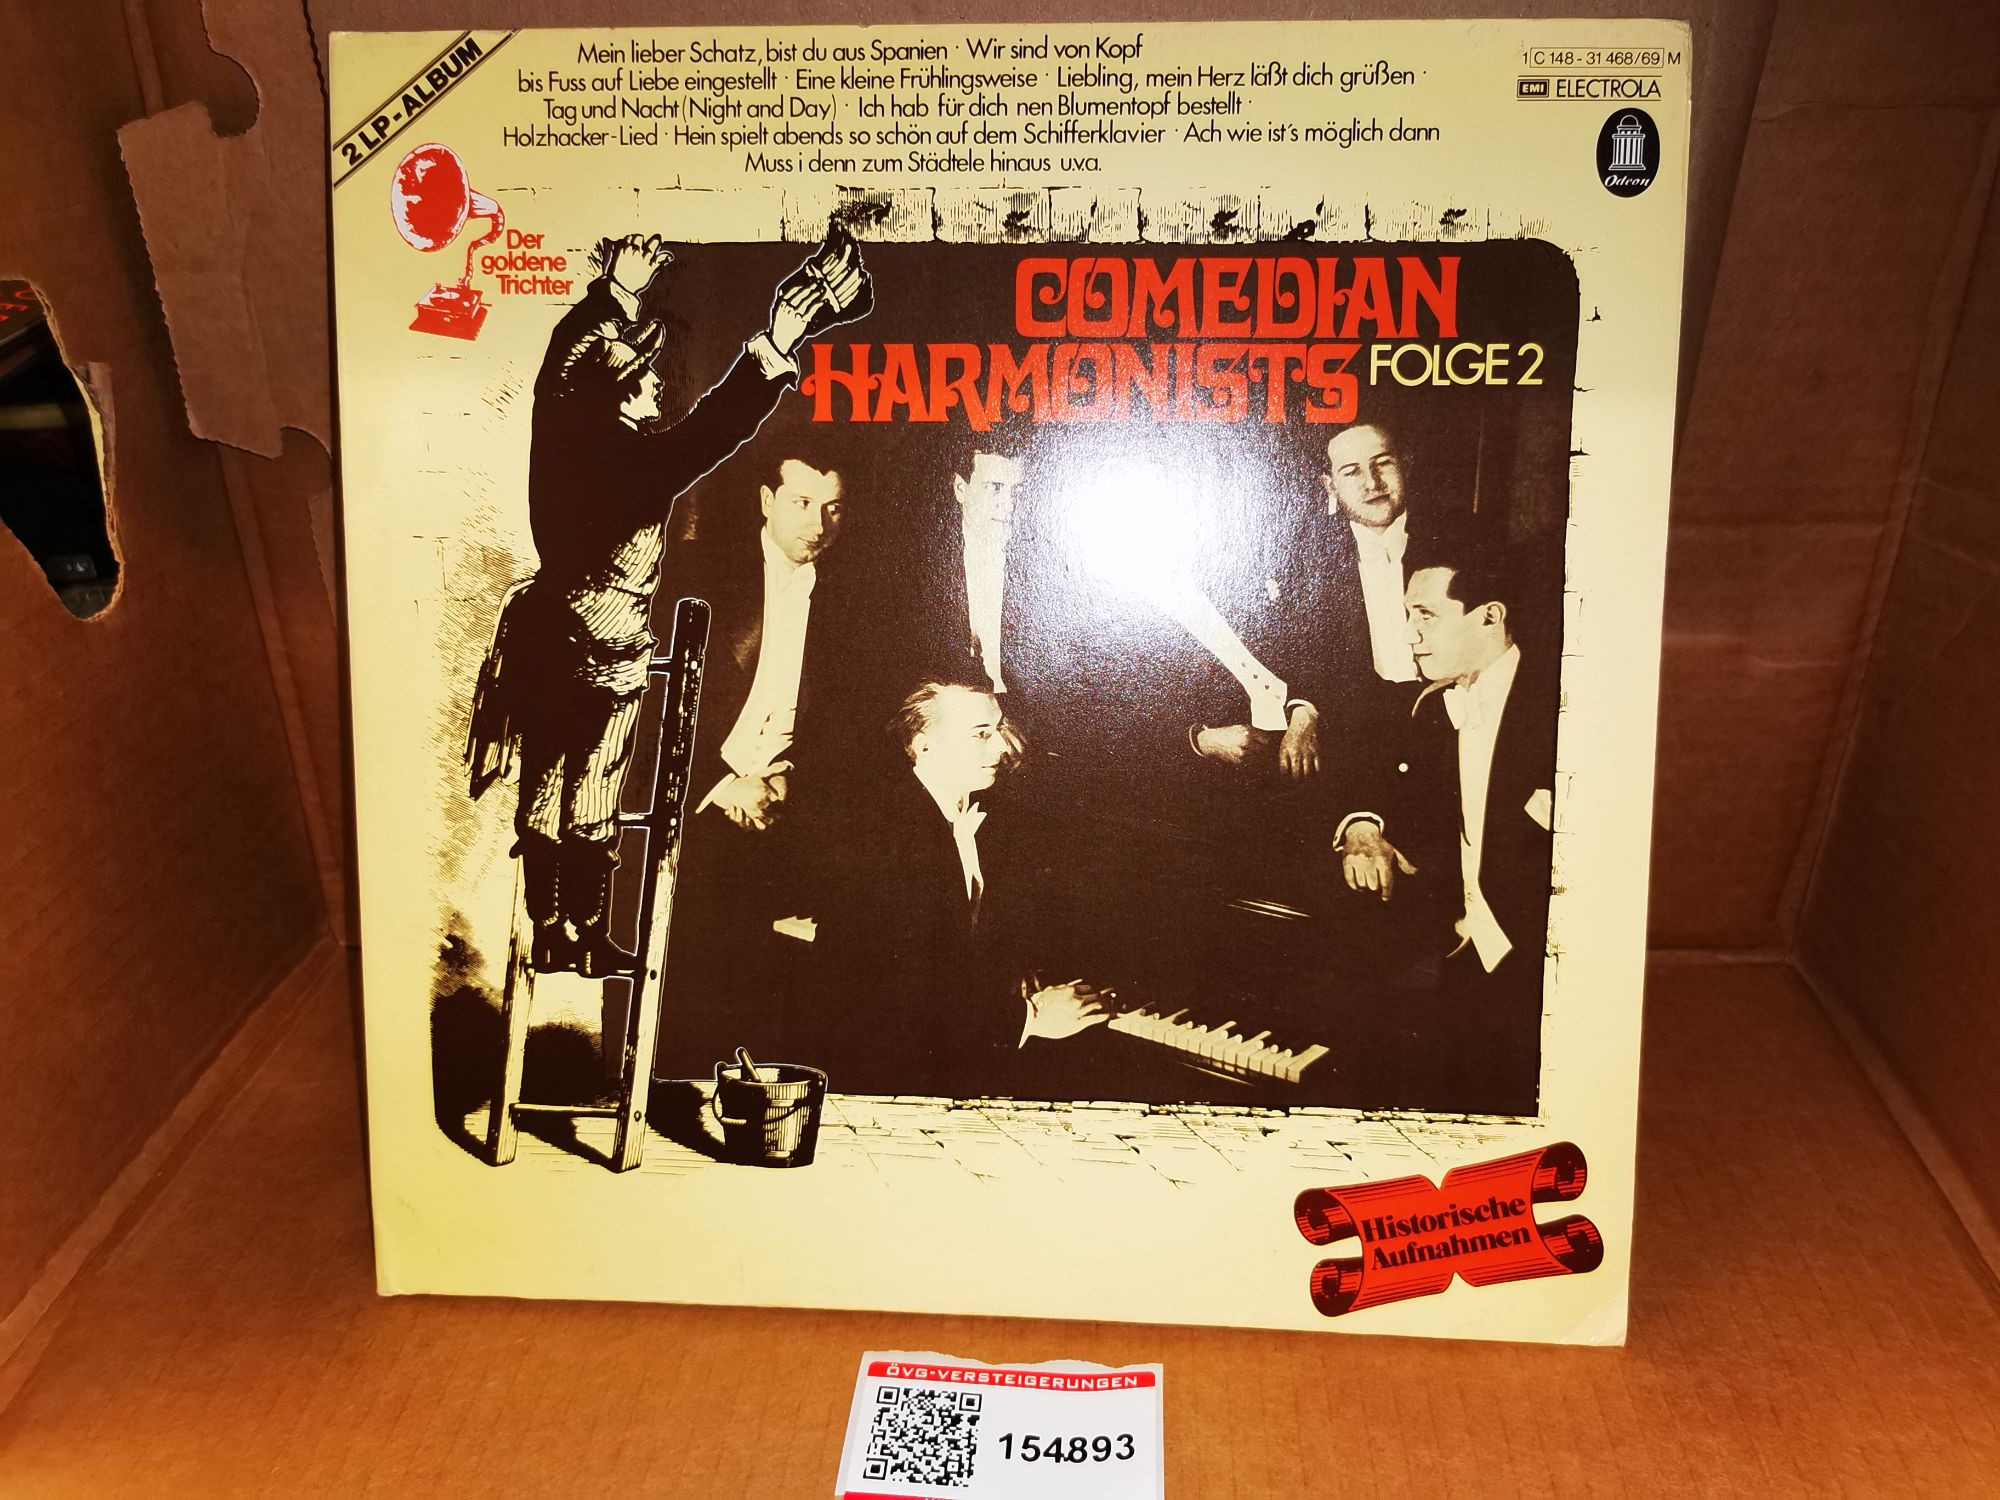 2 LP-ALBUM
Mein lieber Schatz, bist du aus Spanien · Wir sind von Kopf
bis Fuss auf Liebe eingestellt · Eine kleine Frühlingsweise · Liebling, mein Herz läßt dich grüßen ·
Tag und Nacht (Night and Day) · Ich hab für dich nen Blumentopf bestellt ·
Holzhacker-Lied · Hein spielt abends so schön auf dem Schifferklavier · Ach wie ist's möglich dann
Muss i denn zum Städtele hinaus u.v.a.
1 C 148 - 31 468/69 M
EMI ELECTROLA
Odeon
Der
goldene
Trichter
COMEDIAN
HARMONISTS FOLGE 2
Historische
Aufnahmen
ÖVG·VERSTEIGERUNGEN
154893